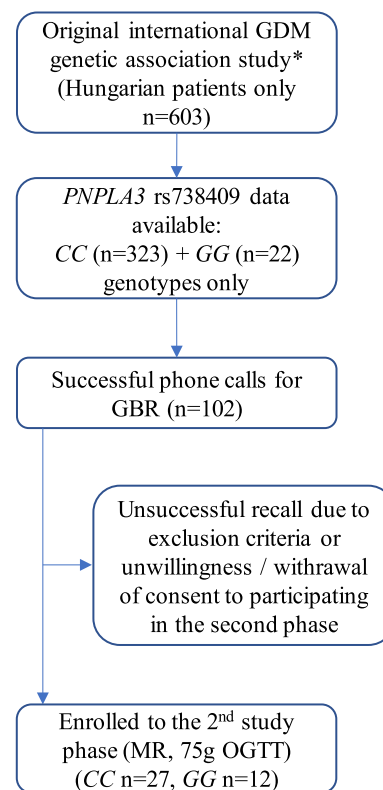 Original international GDM
genetic association study*
(Hungarian patients only
n=603)
PNPLA3 rs738409 data
available:
CC (n=323) + GG (n=22)
genotypes only
Successful phone calls for
GBR (n=102)
Unsuccessful recall due to
exclusion criteria or
unwillingness / withdrawal
of consent to participating
in the second phase
Enrolled to the 2nd study
phase (MR, 75g OGTT)
(CC n=27, GG n=12)